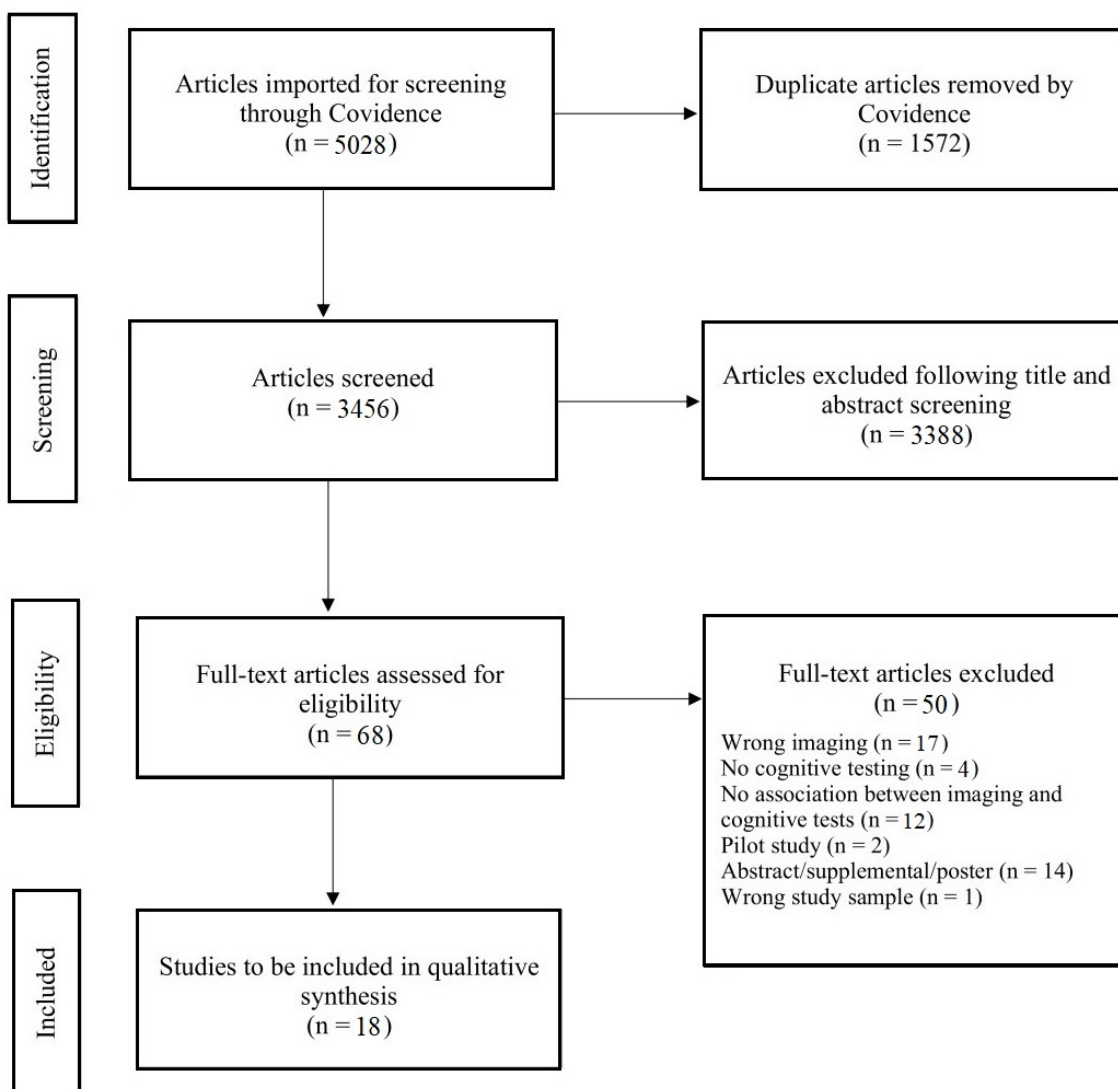 Identification
Articles imported for screening
through Covidence
(n = 5028)
Duplicate articles removed by
Covidence
(n = 1572)
Screening
Articles screened
(n = 3456)
Articles excluded following title and
abstract screening
(n = 3388)
Eligibility
Full-text articles assessed for
eligibility
(n = 68)
Full-text articles excluded
(n = 50)
Wrong imaging (n = 17)
No cognitive testing (n = 4)
No association between imaging and
cognitive tests (n = 12)
Pilot study (n = 2)
Abstract/supplemental/poster (n = 14)
Wrong study sample (n = 1)
Included
Studies to be included in qualitative
synthesis
(n = 18)